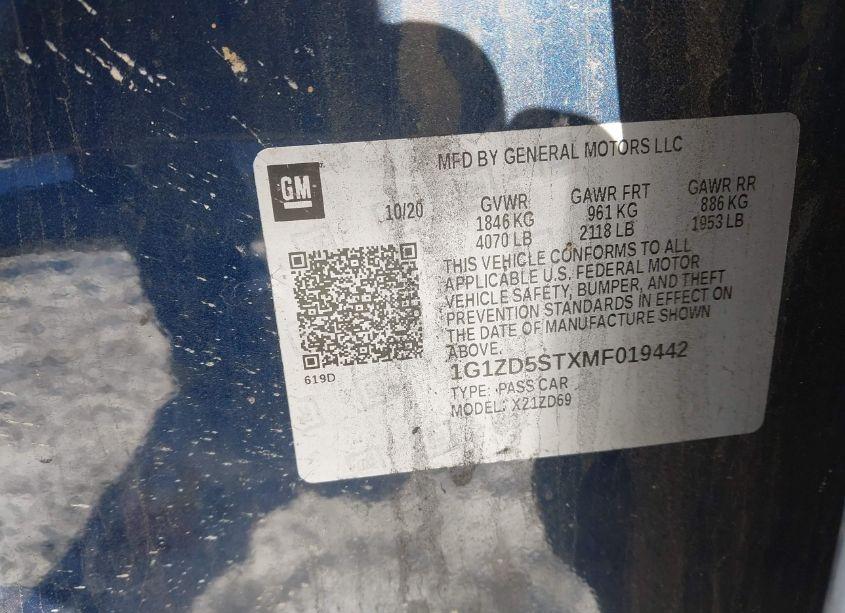 GM
MFD BY GENERAL MOTORS LLC
10/20
GVWR
1846 KG
4070 LB
GAWR FRT
961 KG
2118 LB
GAWR RR
886 KG
1953 LB
THIS VEHICLE CONFORMS TO ALL
APPLICABLE U.S. FEDERAL MOTOR
VEHICLE SAFETY, BUMPER, AND THEFT
PREVENTION STANDARDS IN EFFECT ON
THE DATE OF MANUFACTURE SHOWN
ABOVE.
1G1ZD5STXMF019442
TYPE: PASS CAR
MODEL: X21ZD69
619D